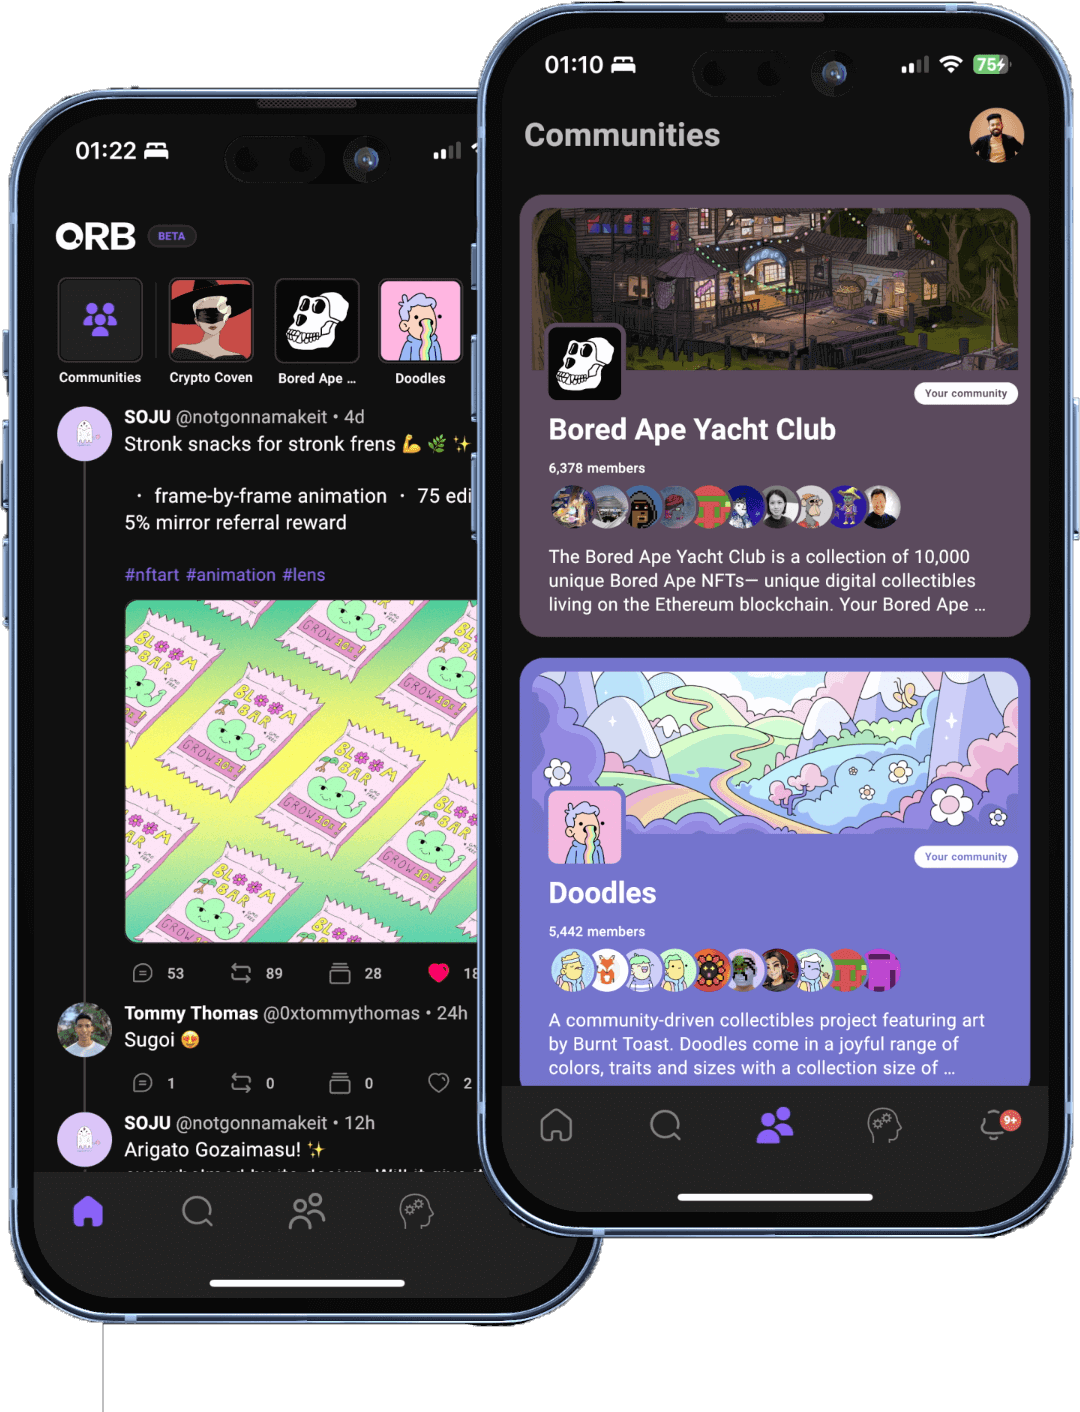 01:22
ORB
BETA
Communities
Crypto Coven
Bored Ape ...
Doodles
SOJU @notgonnamakeit • 4d
Stronk snacks for stronk frens 💪 🌿 ✨
· frame-by-frame animation · 75 edi
5% mirror referral reward
#nftart #animation #lens
BLOOM
BAR
GROW 10x!
53
89
28
18
Tommy Thomas @0xtommythomas • 24h
Sugoi 😍
1
0
0
2
SOJU @notgonnamakeit • 12h
Arigato Gozaimasu! ✨
01:10
75
Communities
Your community
Bored Ape Yacht Club
6,378 members
The Bored Ape Yacht Club is a collection of 10,000
unique Bored Ape NFTs— unique digital collectibles
living on the Ethereum blockchain. Your Bored Ape ...
Your community
Doodles
5,442 members
A community-driven collectibles project featuring art
by Burnt Toast. Doodles come in a joyful range of
colors, traits and sizes with a collection size of ...
9+